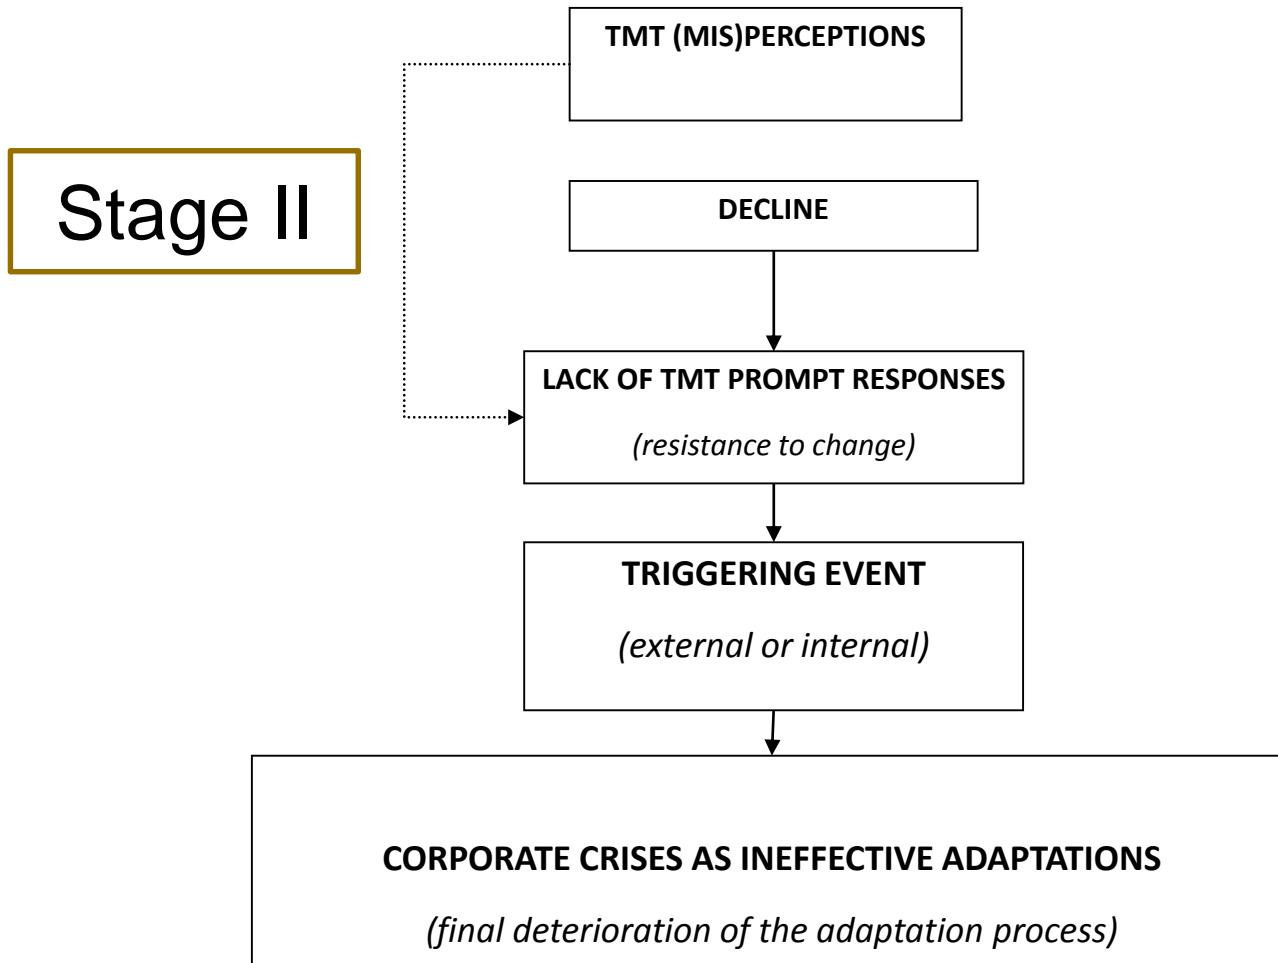 TMT (MIS)PERCEPTIONS
Stage II
DECLINE
LACK OF TMT PROMPT RESPONSES
(resistance to change)
TRIGGERING EVENT
(external or internal)
CORPORATE CRISES AS INEFFECTIVE ADAPTATIONS
(final deterioration of the adaptation process)